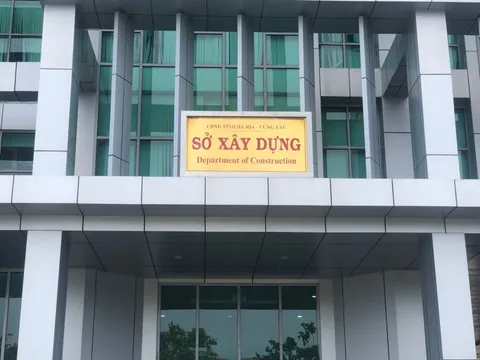 UBND TỈNH BÀ RỊA - VŨNG TÀU
SỞ XÂY DỰNG
Department of Construction